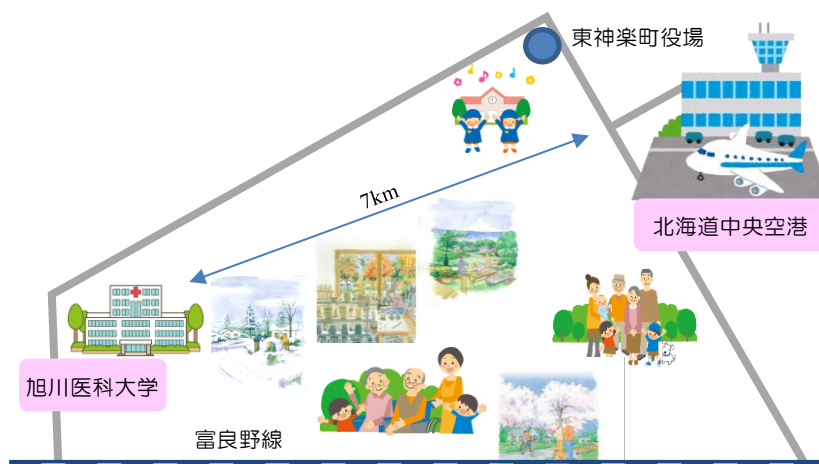 東神楽町役場
7km
北海道中央空港
旭川医科大学
富良野線